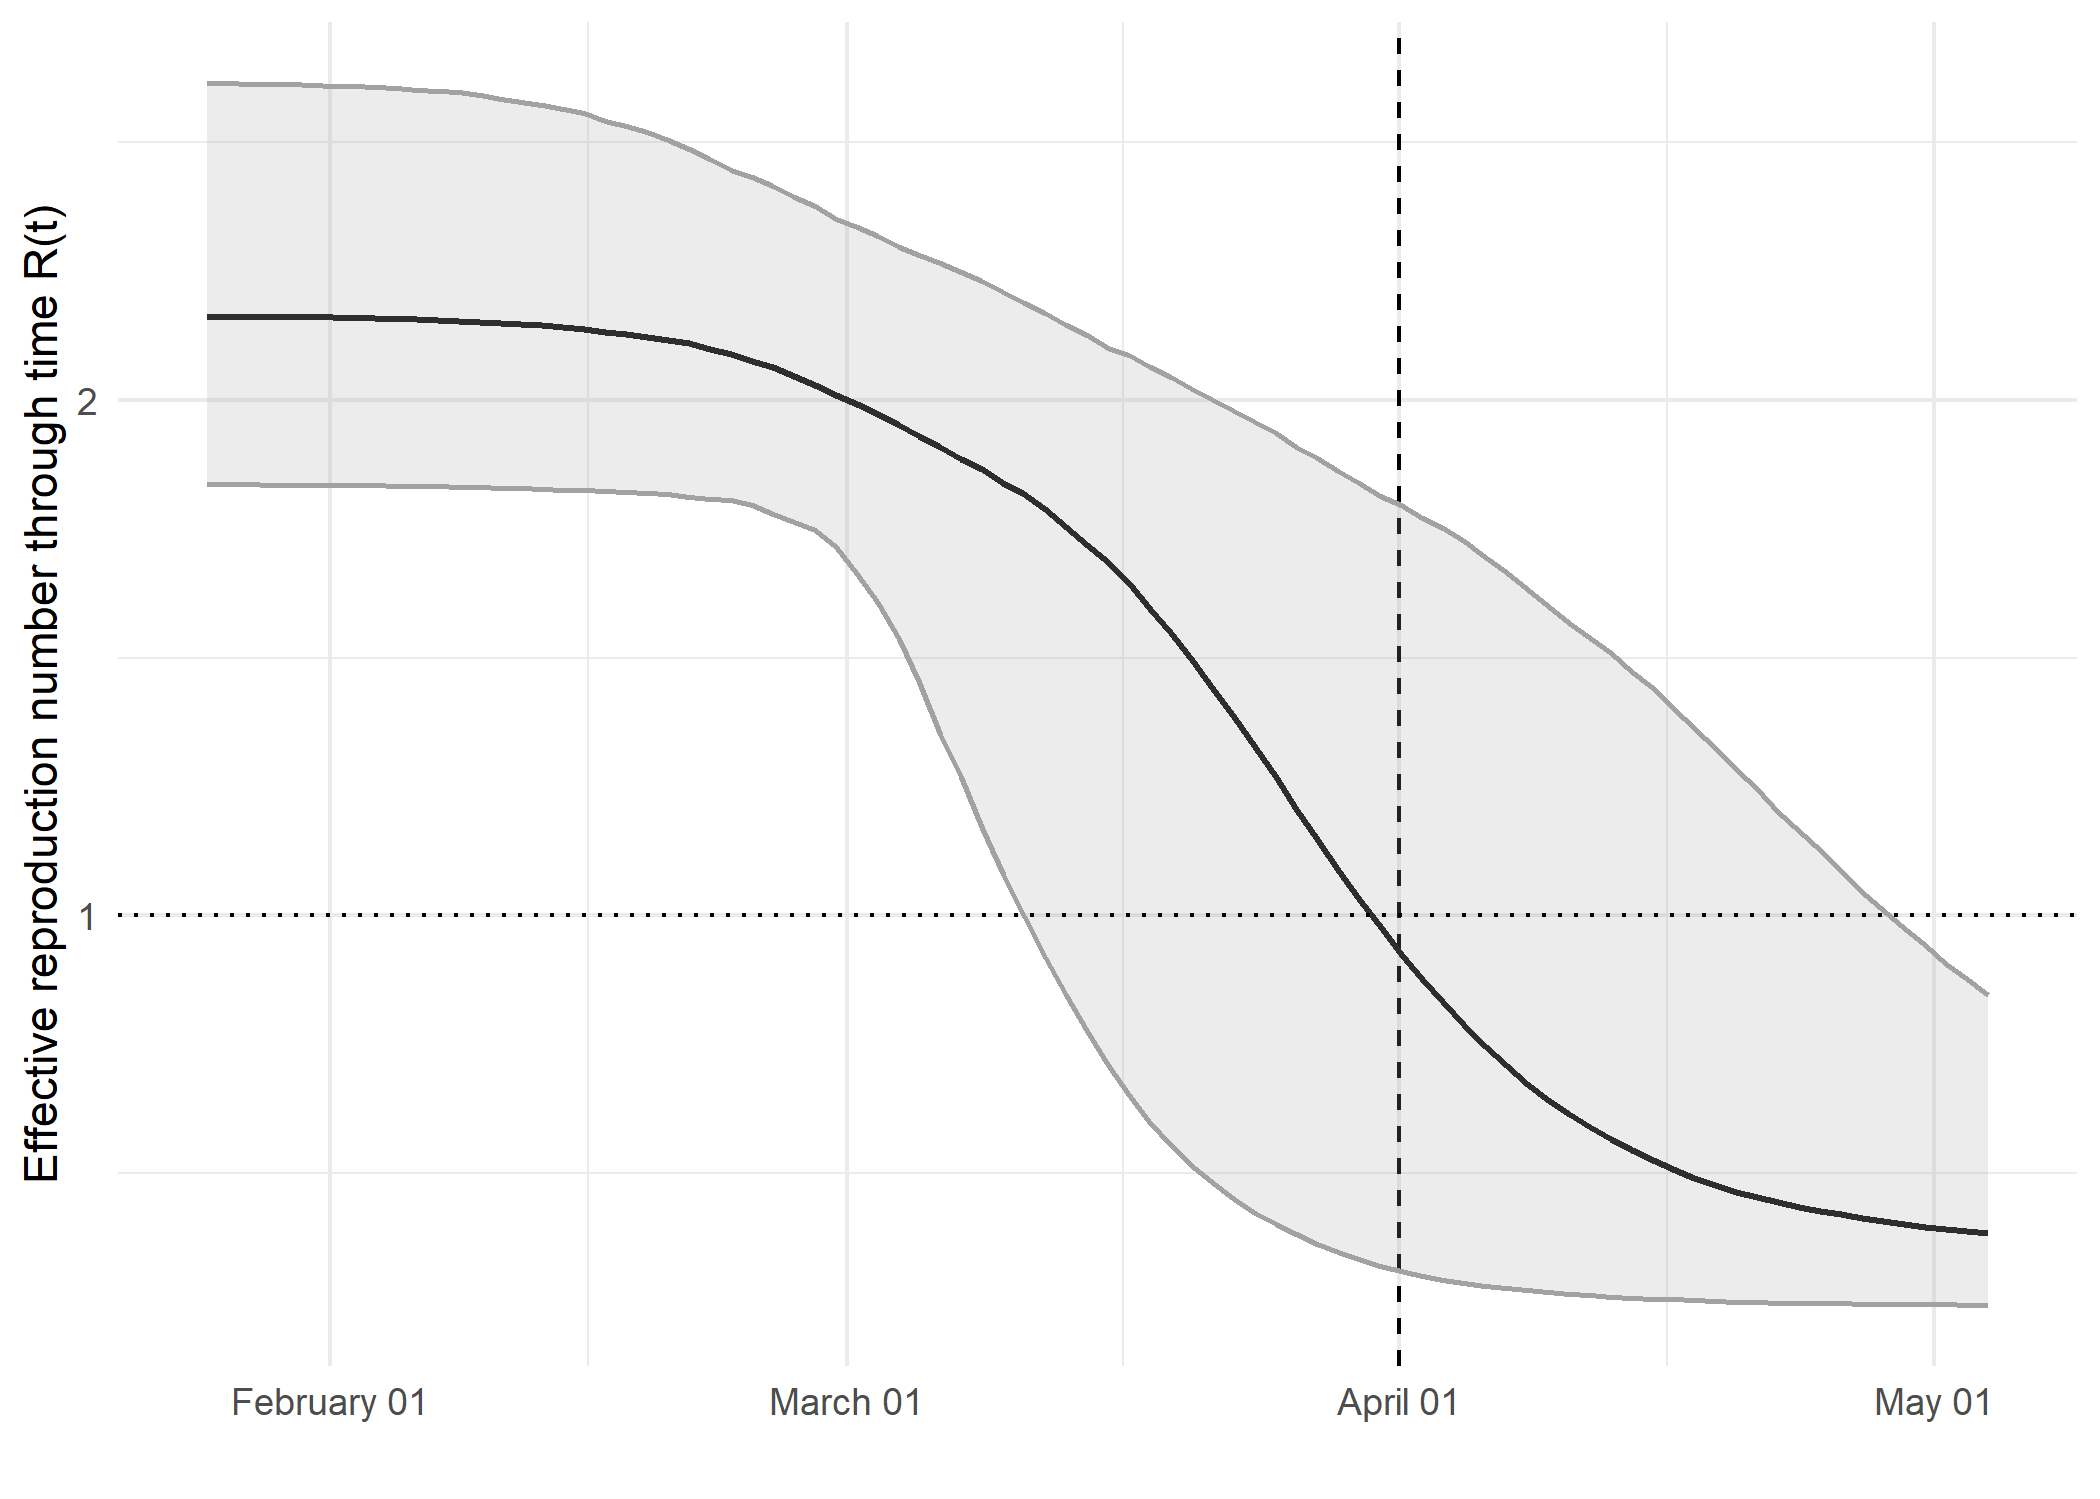 Effective reproduction number through time R(t)
2
1
February 01
March 01
April 01
May 01